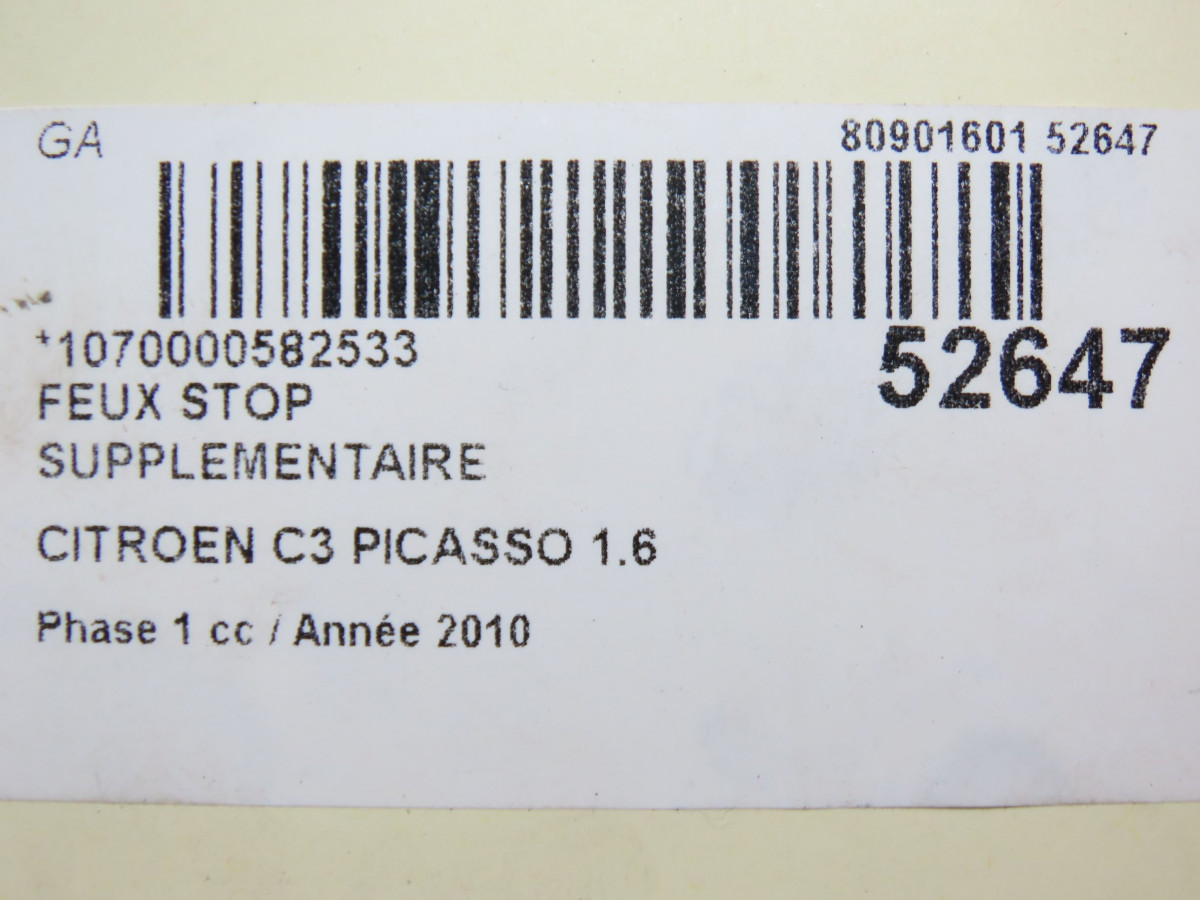 GA
80901601 52647
*1070000582533
52647
FEUX STOP
SUPPLEMENTAIRE
CITROEN C3 PICASSO 1.6
Phase 1 cc / Année 2010